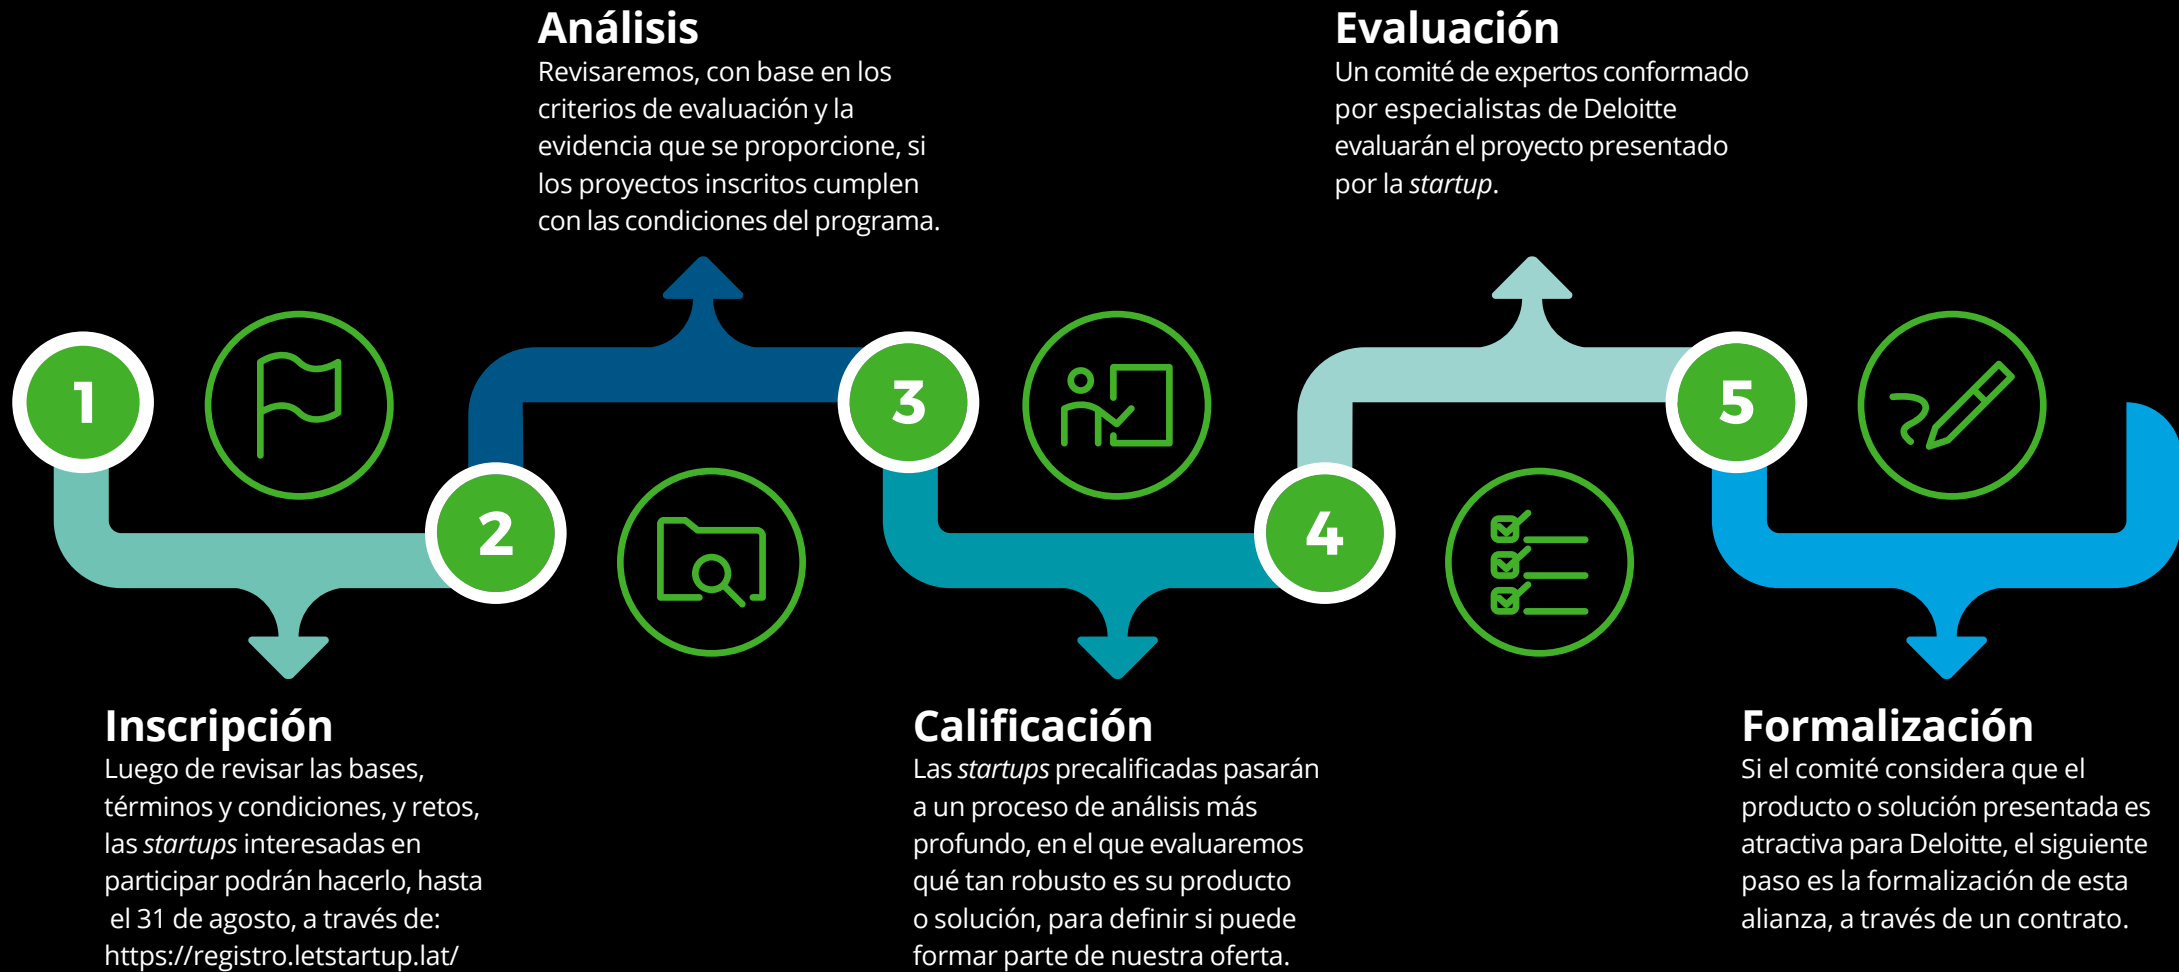 1
Inscripción
Luego de revisar las bases,
términos y condiciones, y retos,
las startups interesadas en
participar podrán hacerlo, hasta
el 31 de agosto, a través de:
https://registro.letstartup.lat/
2
Análisis
Revisaremos, con base en los
criterios de evaluación y la
evidencia que se proporcione, si
los proyectos inscritos cumplen
con las condiciones del programa.
3
Calificación
Las startups precalificadas pasarán
a un proceso de análisis más
profundo, en el que evaluaremos
qué tan robusto es su producto
o solución, para definir si puede
formar parte de nuestra oferta.
4
Evaluación
Un comité de expertos conformado
por especialistas de Deloitte
evaluarán el proyecto presentado
por la startup.
5
Formalización
Si el comité considera que el
producto o solución presentada es
atractiva para Deloitte, el siguiente
paso es la formalización de esta
alianza, a través de un contrato.